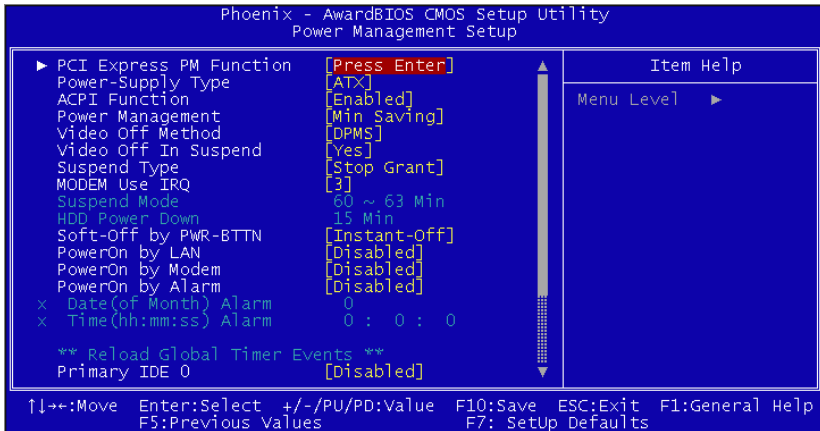 Phoenix - AwardBIOS CMOS Setup Utility
Power Management Setup
► PCI Express PM Function [Press Enter]
Power-Supply Type [ATX]
ACPI Function [Enabled]
Power Management [Min Saving]
Video Off Method [DPMS]
Video Off In Suspend [Yes]
Suspend Type [Stop Grant]
MODEM Use IRQ [3]
Suspend Mode 60 ~ 63 Min
HDD Power Down 15 Min
Soft-Off by PWR-BTTN [Instant-Off]
PowerOn by LAN [Disabled]
PowerOn by Modem [Disabled]
PowerOn by Alarm [Disabled]
x Date(of Month) Alarm 0
x Time(hh:mm:ss) Alarm 0 : 0 : 0
** Reload Global Timer Events **
Primary IDE 0 [Disabled]
Item Help
Menu Level ►
↑↓→←:Move Enter:Select +/-/PU/PD:Value F10:Save ESC:Exit F1:General Help
F5:Previous Values F7: SetUp Defaults